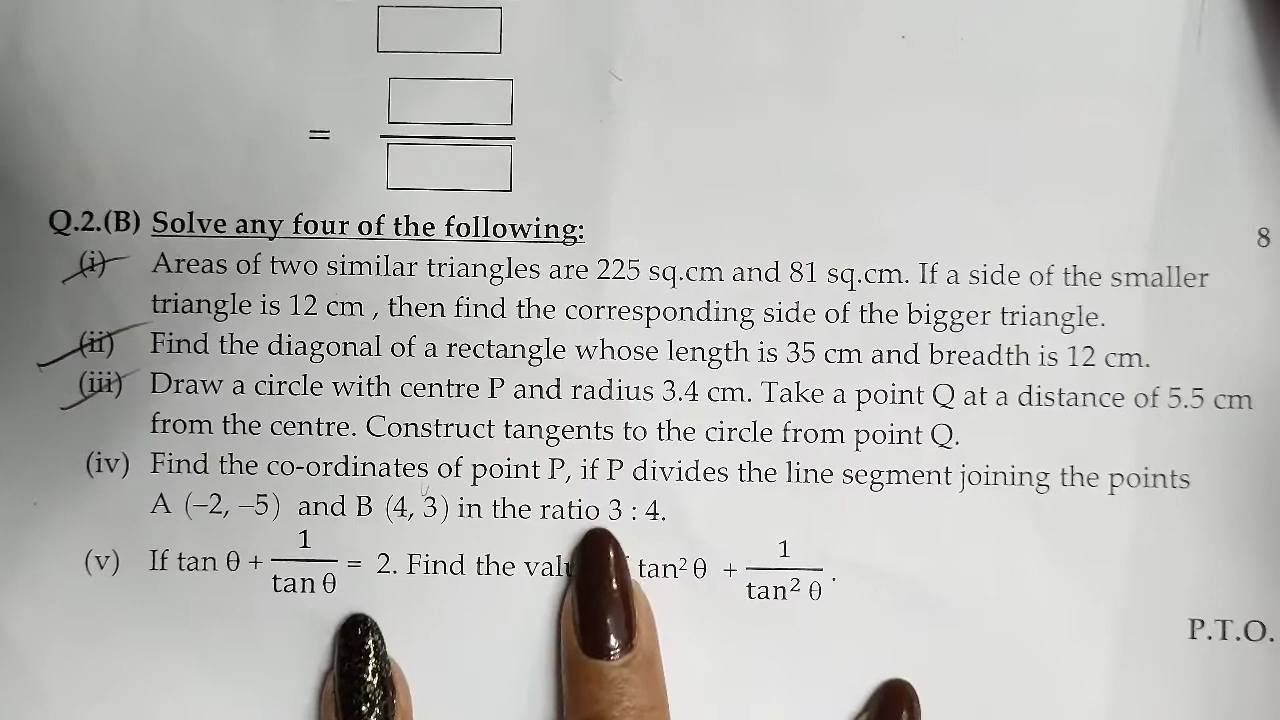 =
Q.2.(B) Solve any four of the following: 8
(i) Areas of two similar triangles are 225 sq.cm and 81 sq.cm. If a side of the smaller
triangle is 12 cm , then find the corresponding side of the bigger triangle.
(ii) Find the diagonal of a rectangle whose length is 35 cm and breadth is 12 cm.
(iii) Draw a circle with centre P and radius 3.4 cm. Take a point Q at a distance of 5.5 cm
from the centre. Construct tangents to the circle from point Q.
(iv) Find the co-ordinates of point P, if P divides the line segment joining the points
A (–2, –5) and B (4, 3) in the ratio 3 : 4.
(v) If tan θ + 1/tan θ = 2. Find the tan² θ + 1/tan² θ .
P.T.O.